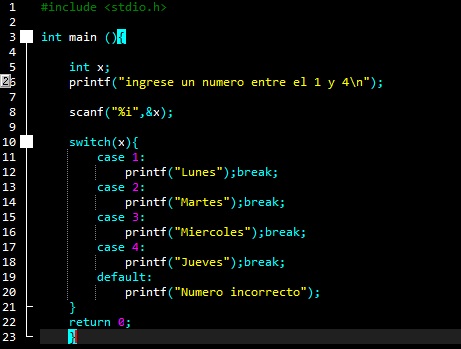 1 #include <stdio.h>
2
3 int main (){
4
5 int x;
6 printf("ingrese un numero entre el 1 y 4\n");
7
8 scanf("%i",&x);
9
10 switch(x){
11 case 1:
12 printf("Lunes");break;
13 case 2:
14 printf("Martes");break;
15 case 3:
16 printf("Miercoles");break;
17 case 4:
18 printf("Jueves");break;
19 default:
20 printf("Numero incorrecto");
21 }
22 return 0;
23 }